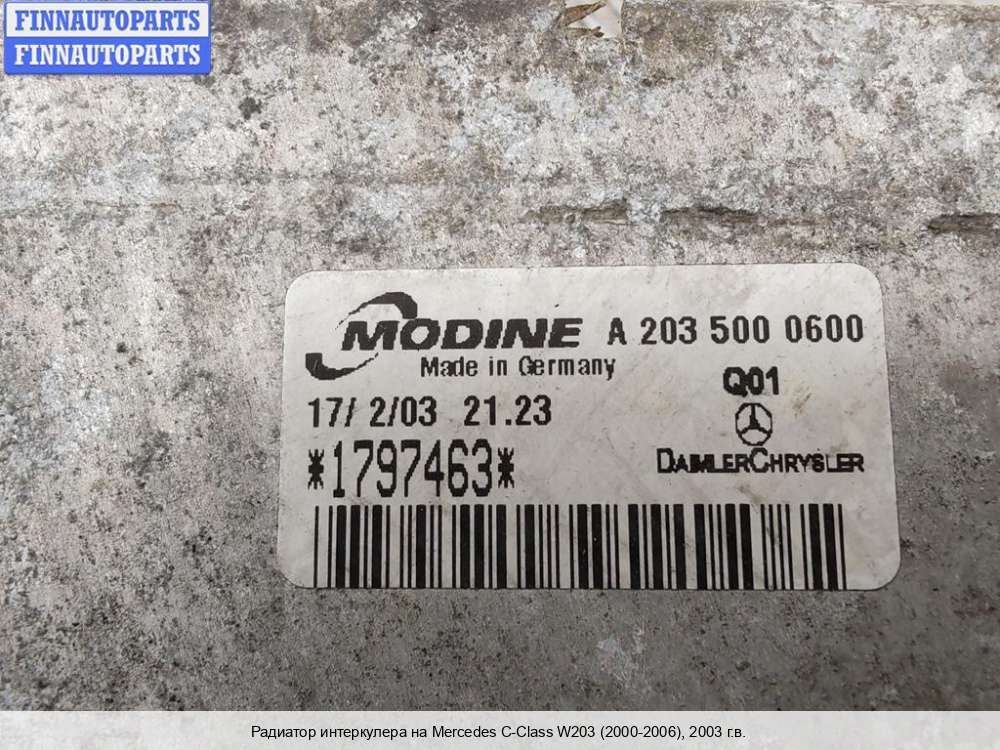 FINNAUTOPARTS
FINNAUTOPARTS
MODINE A 203 500 0600
Made in Germany Q01
17/ 2/03 21.23
*1797463* DAIMLERCHRYSLER
Радиатор интеркулера на Mercedes C-Class W203 (2000-2006), 2003 г.в.